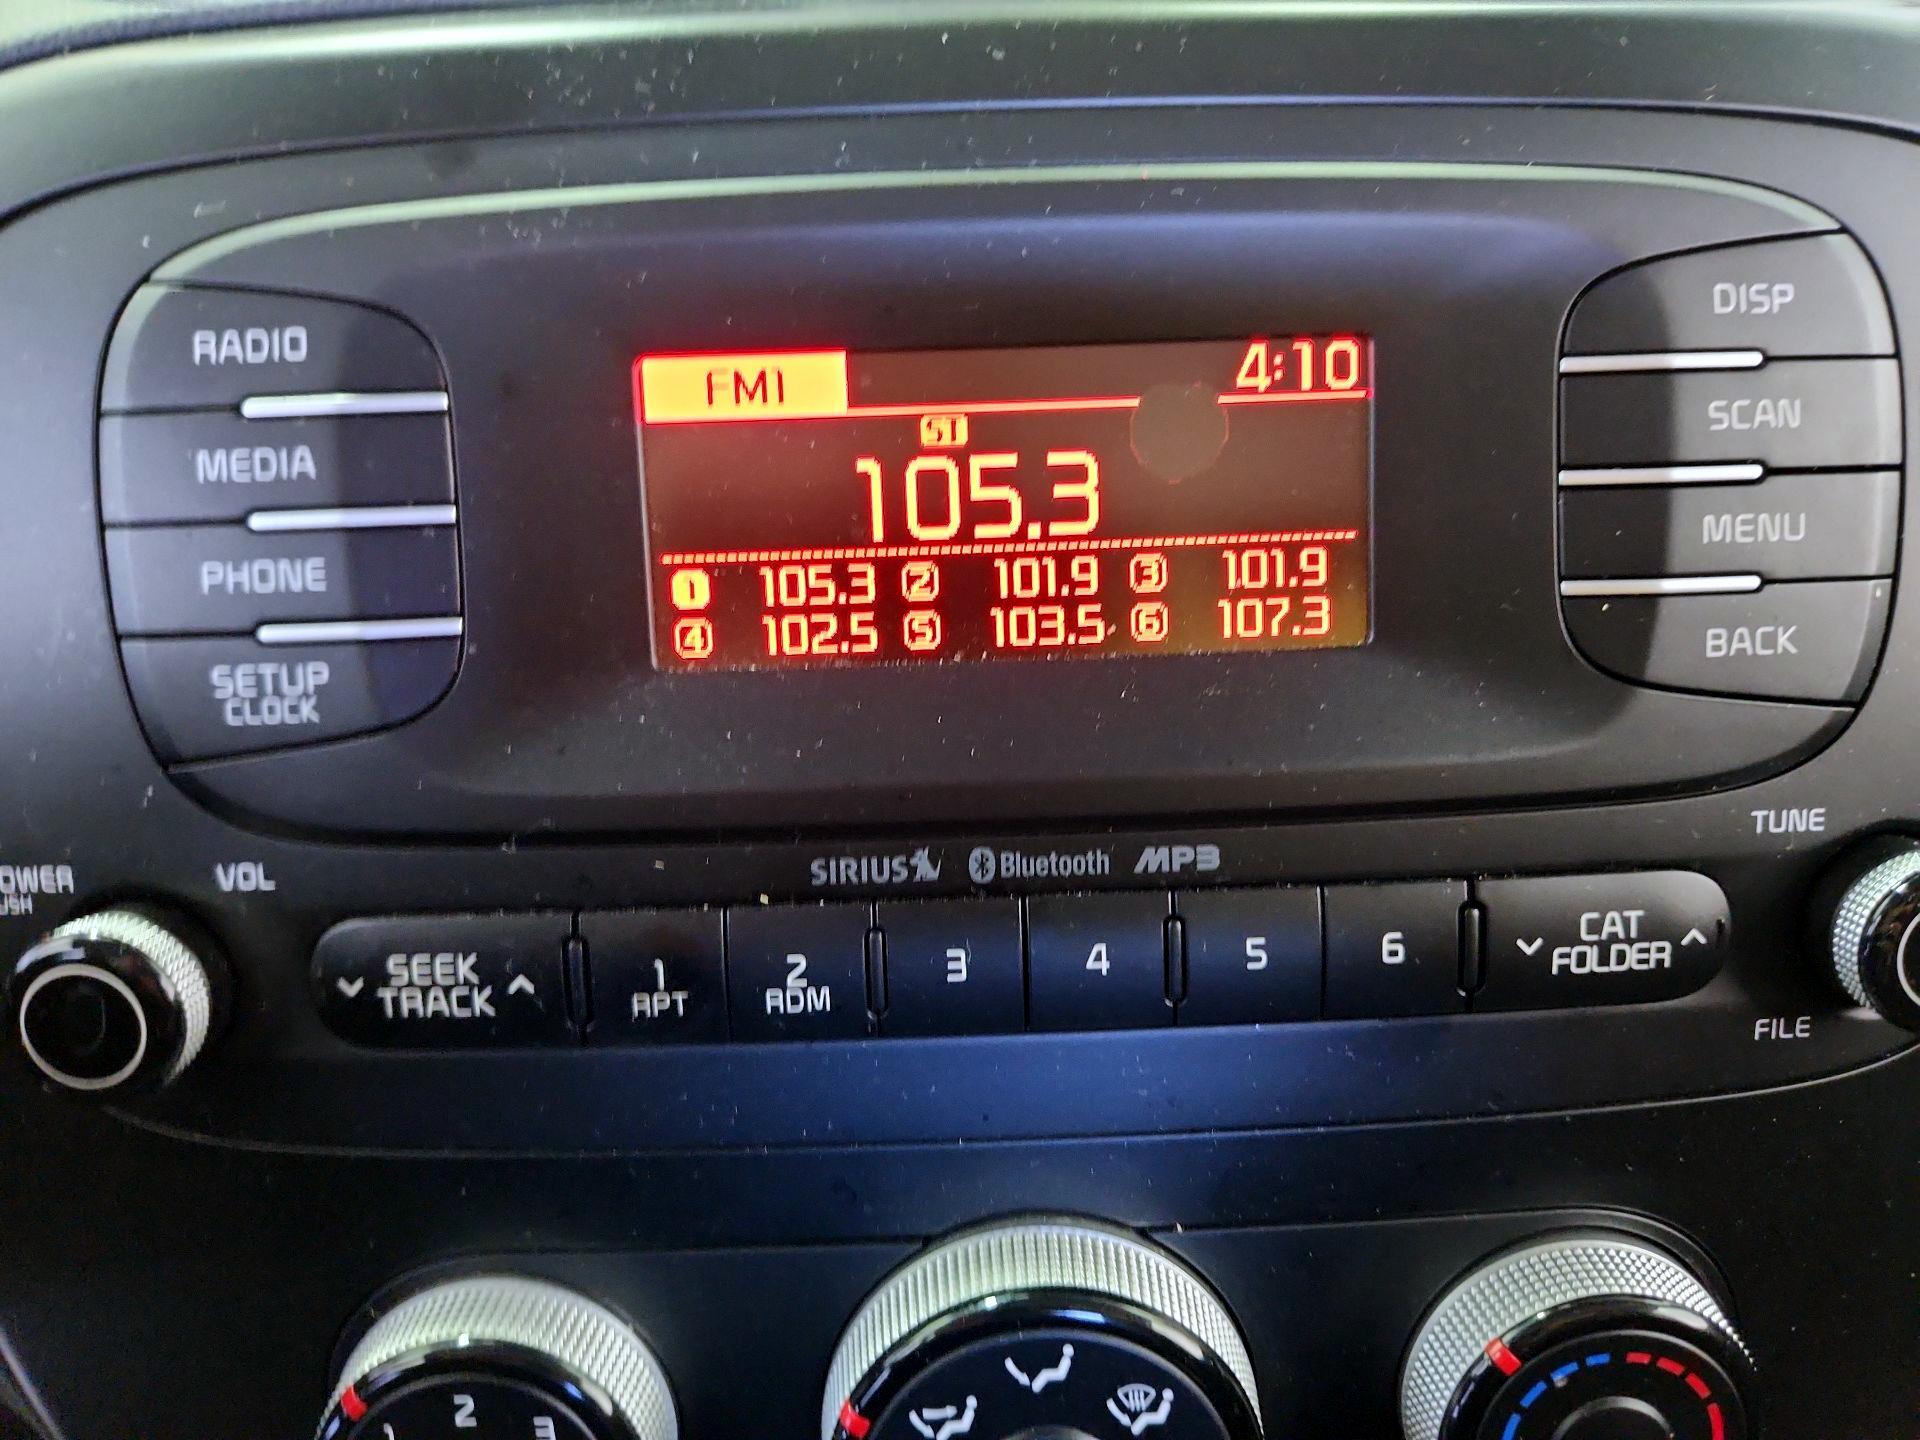 FM1 4:10
ST
105.3
1 105.3 2 101.9 3 101.9
4 102.5 5 103.5 6 107.3
RADIO
MEDIA
PHONE
SETUP
CLOCK
DISP
SCAN
MENU
BACK
VOL
SIRIUS Bluetooth MP3
TUNE
SEEK
TRACK
1
RPT
2
RDM
3
4
5
6
CAT
FOLDER
FILE
2
3